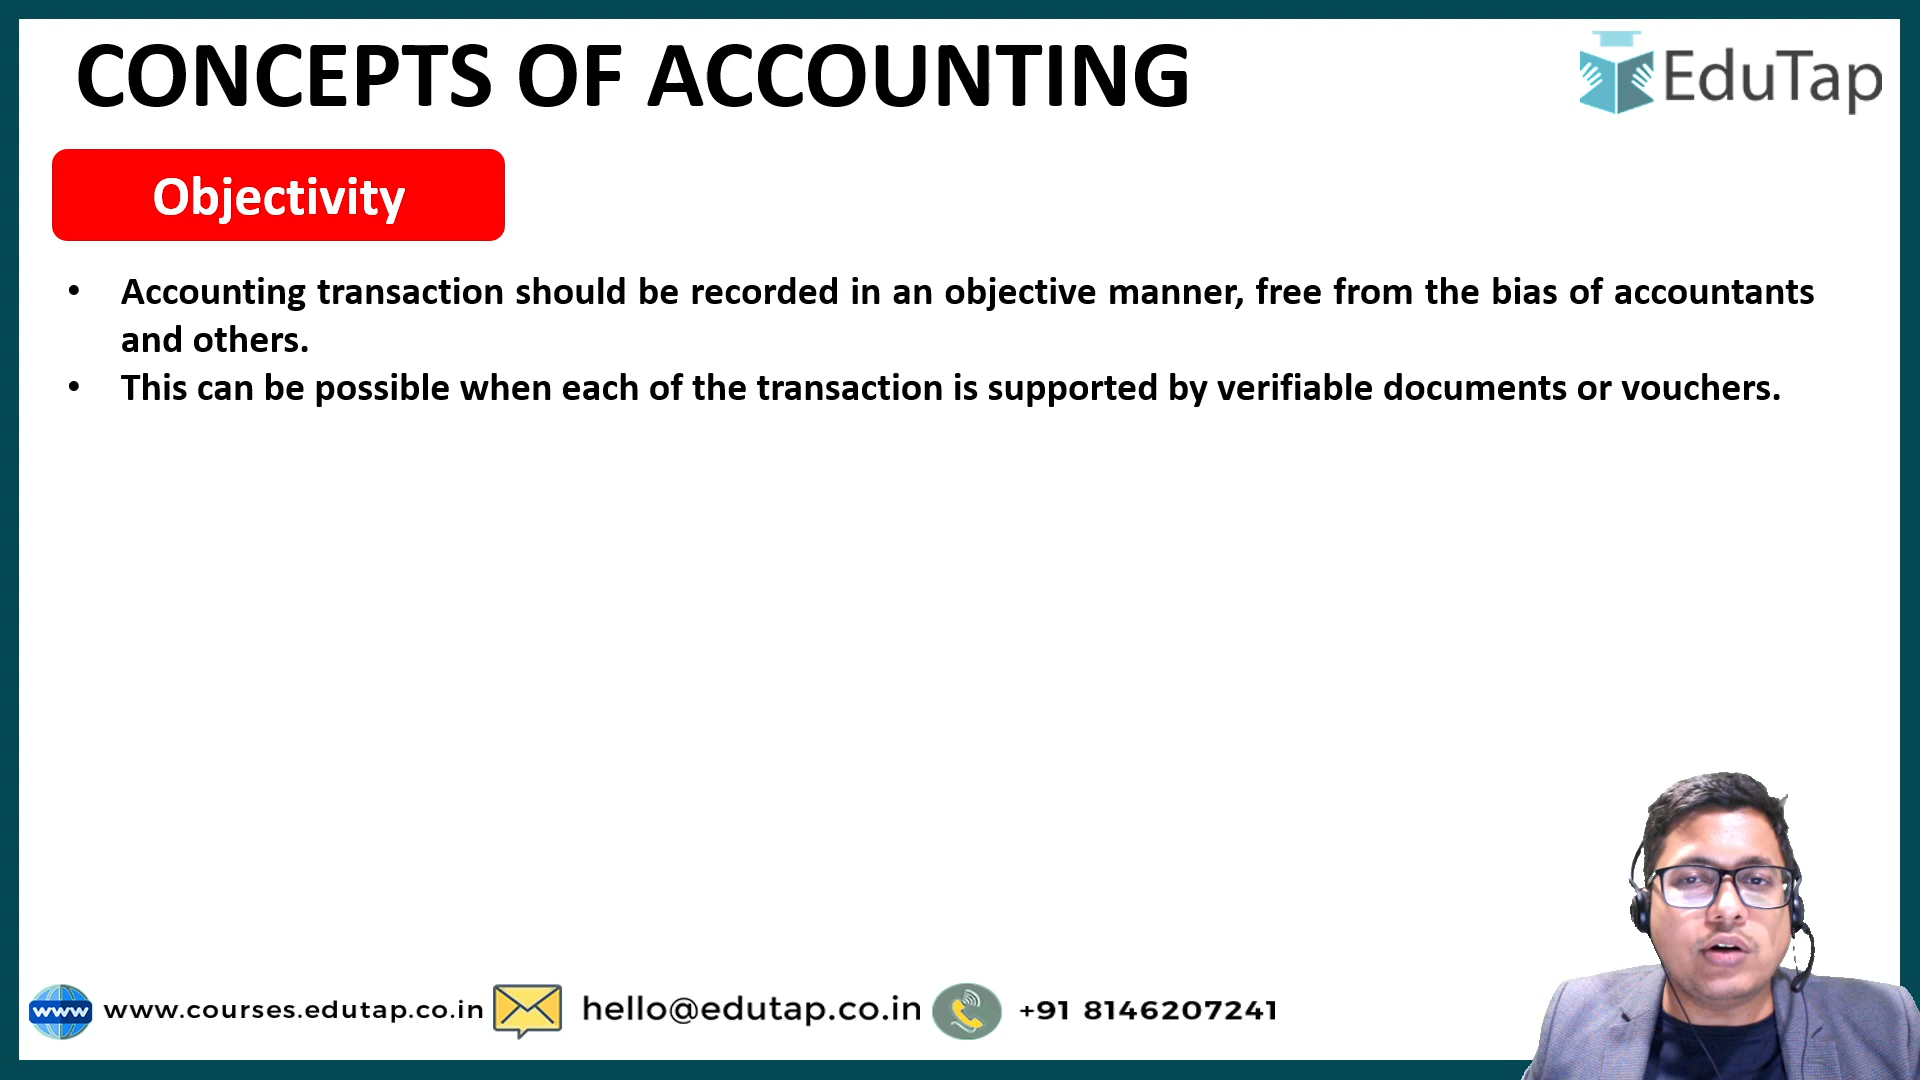 CONCEPTS OF ACCOUNTING
EduTap
Objectivity
• Accounting transaction should be recorded in an objective manner, free from the bias of accountants
and others.
• This can be possible when each of the transaction is supported by verifiable documents or vouchers.
www www.courses.edutap.co.in hello@edutap.co.in +91 8146207241